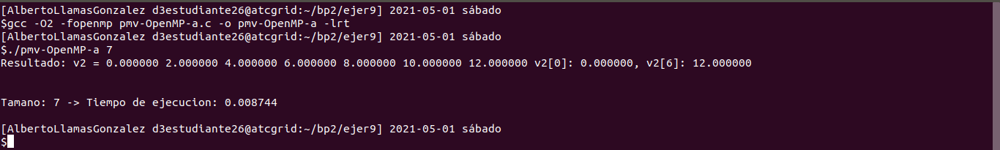 [AlbertoLlamasGonzalez d3estudiante26@atcgrid:~/bp2/ejer9] 2021-05-01 sábado
$gcc -O2 -fopenmp pmv-OpenMP-a.c -o pmv-OpenMP-a -lrt
[AlbertoLlamasGonzalez d3estudiante26@atcgrid:~/bp2/ejer9] 2021-05-01 sábado
$./pmv-OpenMP-a 7
Resultado: v2 = 0.000000 2.000000 4.000000 6.000000 8.000000 10.000000 12.000000 v2[0]: 0.000000, v2[6]: 12.000000
Tamano: 7 -> Tiempo de ejecucion: 0.008744
[AlbertoLlamasGonzalez d3estudiante26@atcgrid:~/bp2/ejer9] 2021-05-01 sábado
$